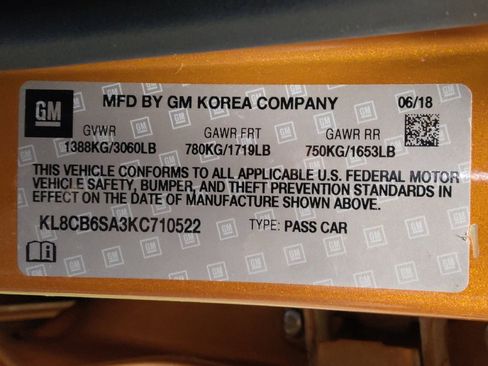 GM MFD BY GM KOREA COMPANY 06/18
GVWR GAWR FRT GAWR RR
1388KG/3060LB 780KG/1719LB 750KG/1653LB
THIS VEHICLE CONFORMS TO ALL APPLICABLE U.S. FEDERAL MOTOR
VEHICLE SAFETY, BUMPER, AND THEFT PREVENTION STANDARDS IN
EFFECT ON THE DATE OF MANUFACTURE SHOWN ABOVE.
KL8CB6SA3KC710522 TYPE: PASS CAR